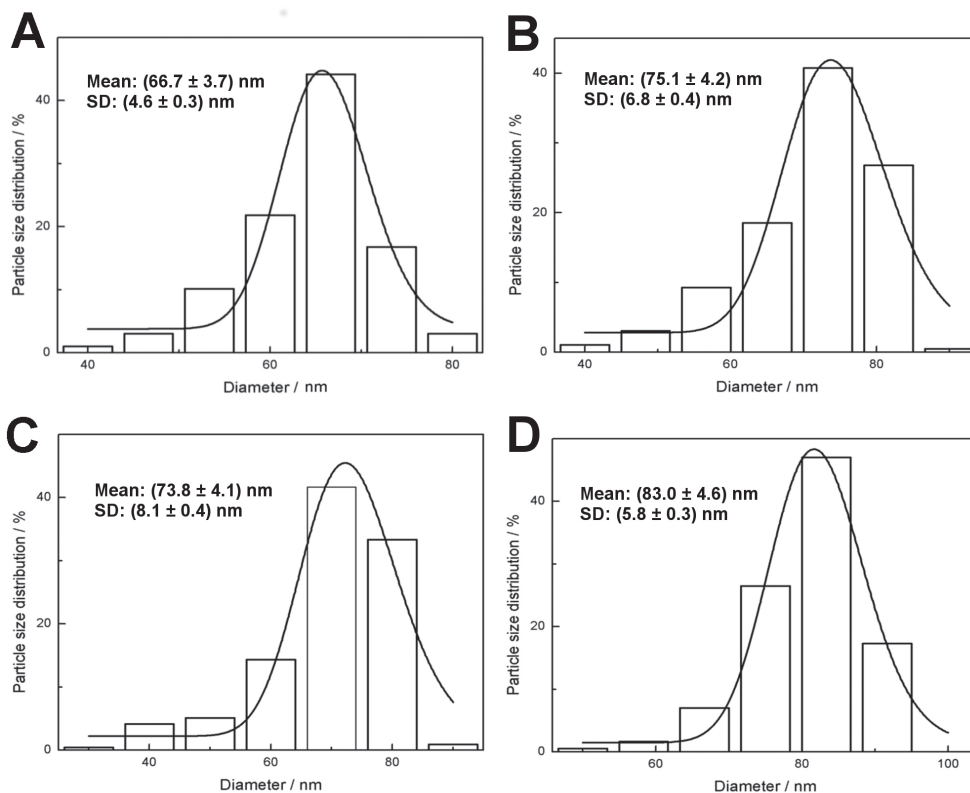 A
Mean: (66.7 ± 3.7) nm
SD: (4.6 ± 0.3) nm
Particle size distribution / %
40
20
0
40
60
80
Diameter / nm
B
Mean: (75.1 ± 4.2) nm
SD: (6.8 ± 0.4) nm
Particle size distribution / %
40
20
0
40
60
80
Diameter / nm
C
Mean: (73.8 ± 4.1) nm
SD: (8.1 ± 0.4) nm
Particle size distribution / %
40
20
0
40
60
80
Diameter / nm
D
Mean: (83.0 ± 4.6) nm
SD: (5.8 ± 0.3) nm
Particle size distribution / %
40
20
0
60
80
100
Diameter / nm